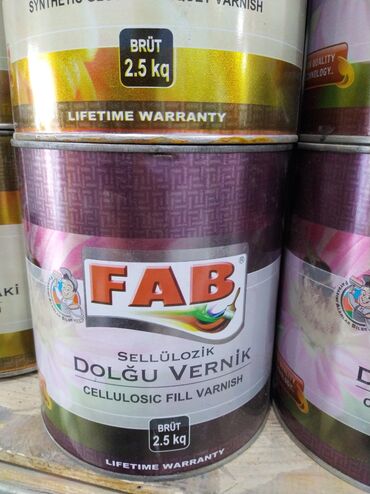 BRÜT
2.5 kq
LIFETIME WARRANTY
QUALITY
FAB®
SELLÜLOZİK
DOLĞU VERNİK
CELLULOSIC FILL VARNISH
BRÜT
2.5 kq
LIFETIME WARRANTY